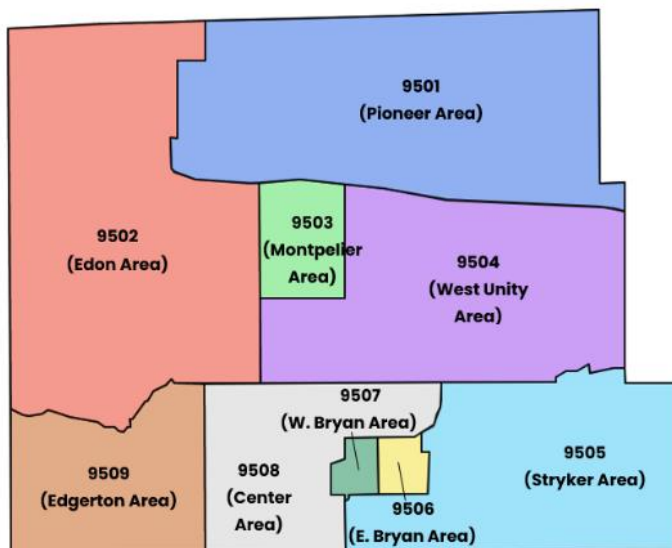 9501
(Pioneer Area)
9502
(Edon Area)
9503
(Montpelier
Area)
9504
(West Unity
Area)
9507
(W. Bryan Area)
9505
(Stryker Area)
9509
(Edgerton Area)
9508
(Center
Area)
9506
(E. Bryan Area)